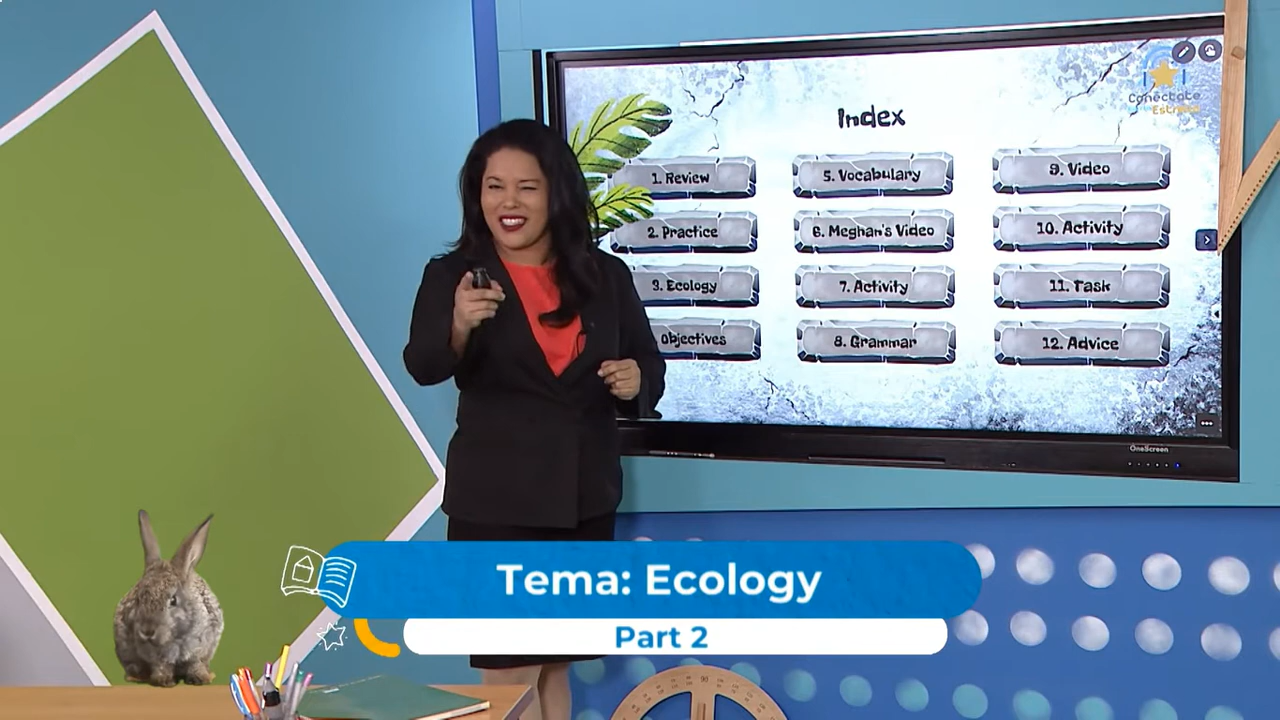 Index
Conéctate
Estrella
1. Review
2. Practice
3. Ecology
Objectives
5. Vocabulary
6. Meghan's Video
7. Activity
8. Grammar
9. Video
10. Activity
11. Task
12. Advice
OneScreen
Tema: Ecology
Part 2
90